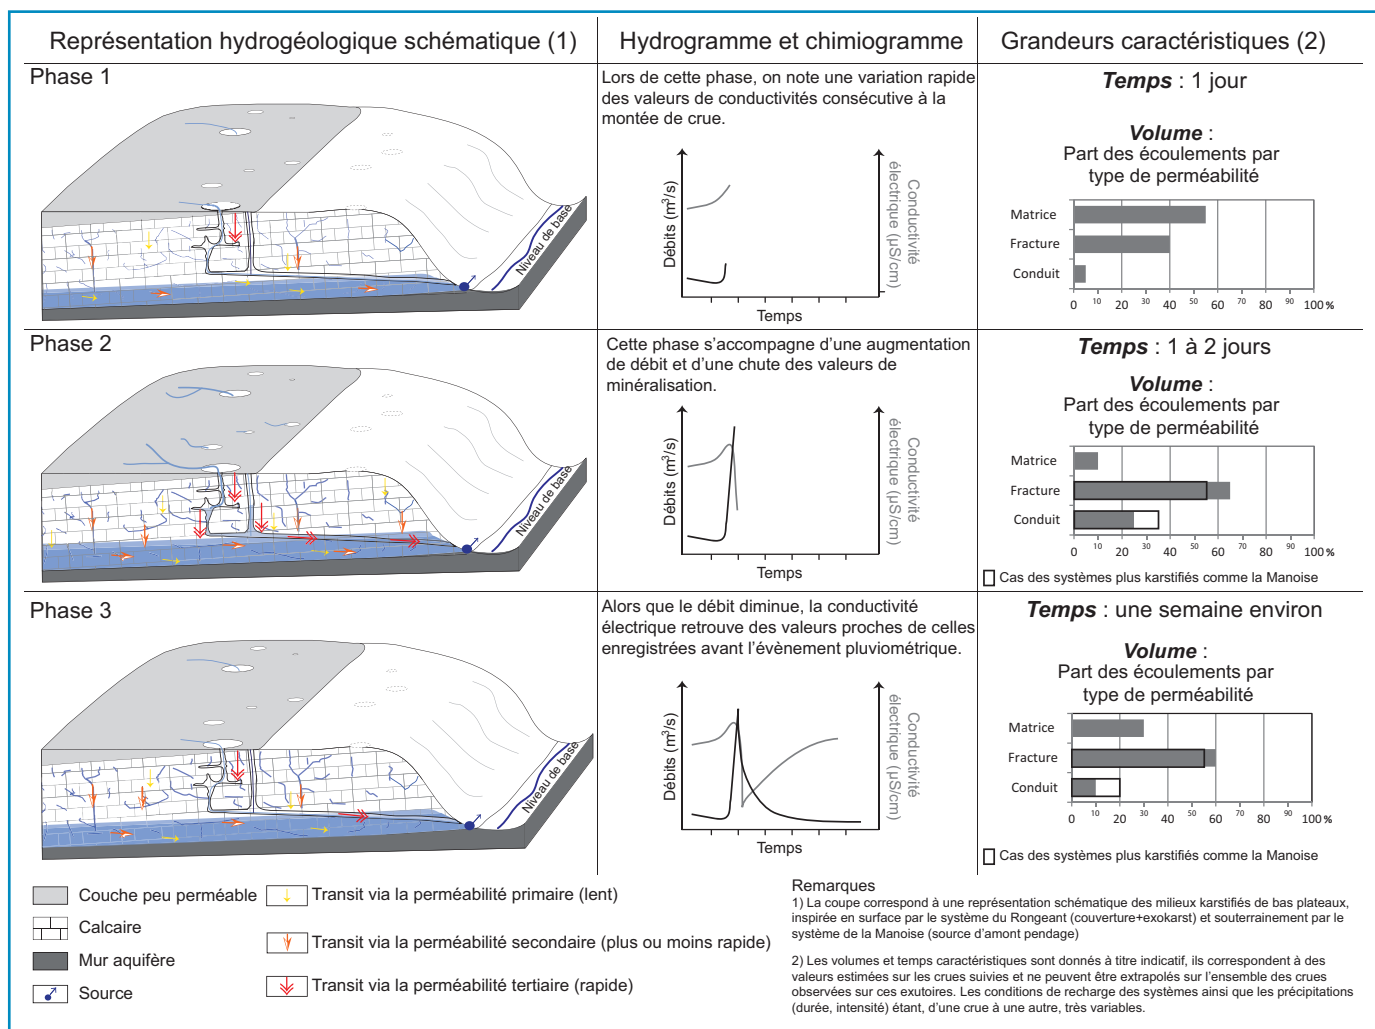 Représentation hydrogéologique schématique (1)
Hydrogramme et chimiogramme
Grandeurs caractéristiques (2)
Phase 1
Niveau de base
Lors de cette phase, on note une variation rapide
des valeurs de conductivités consécutive à la
montée de crue.
Débits (m³/s)
Conductivité
électrique (µS/cm)
Temps
Temps : 1 jour
Volume :
Part des écoulements par
type de perméabilité
Matrice
Fracture
Conduit
0 10 20 30 40 50 60 70 80 90 100 %
Phase 2
Niveau de base
Cette phase s'accompagne d'une augmentation
de débit et d'une chute des valeurs de
minéralisation.
Débits (m³/s)
Conductivité
électrique (µS/cm)
Temps
Temps : 1 à 2 jours
Volume :
Part des écoulements par
type de perméabilité
Matrice
Fracture
Conduit
0 10 20 30 40 50 60 70 80 90 100 %
Cas des systèmes plus karstifiés comme la Manoise
Phase 3
Niveau de base
Alors que le débit diminue, la conductivité
électrique retrouve des valeurs proches de celles
enregistrées avant l'évènement pluviométrique.
Débits (m³/s)
Conductivité
électrique (µS/cm)
Temps
Temps : une semaine environ
Volume :
Part des écoulements par
type de perméabilité
Matrice
Fracture
Conduit
0 10 20 30 40 50 60 70 80 90 100 %
Cas des systèmes plus karstifiés comme la Manoise
Couche peu perméable
Calcaire
Mur aquifère
Source
Transit via la perméabilité primaire (lent)
Transit via la perméabilité secondaire (plus ou moins rapide)
Transit via la perméabilité tertiaire (rapide)
Remarques
1) La coupe correspond à une représentation schématique des milieux karstifiés de bas plateaux,
inspirée en surface par le système du Rongeant (couverture+exokarst) et souterrainement par le
système de la Manoise (source d'amont pendage)
2) Les volumes et temps caractéristiques sont donnés à titre indicatif, ils correspondent à des
valeurs estimées sur les crues suivies et ne peuvent être extrapolés sur l'ensemble des crues
observées sur ces exutoires. Les conditions de recharge des systèmes ainsi que les précipitations
(durée, intensité) étant, d'une crue à une autre, très variables.